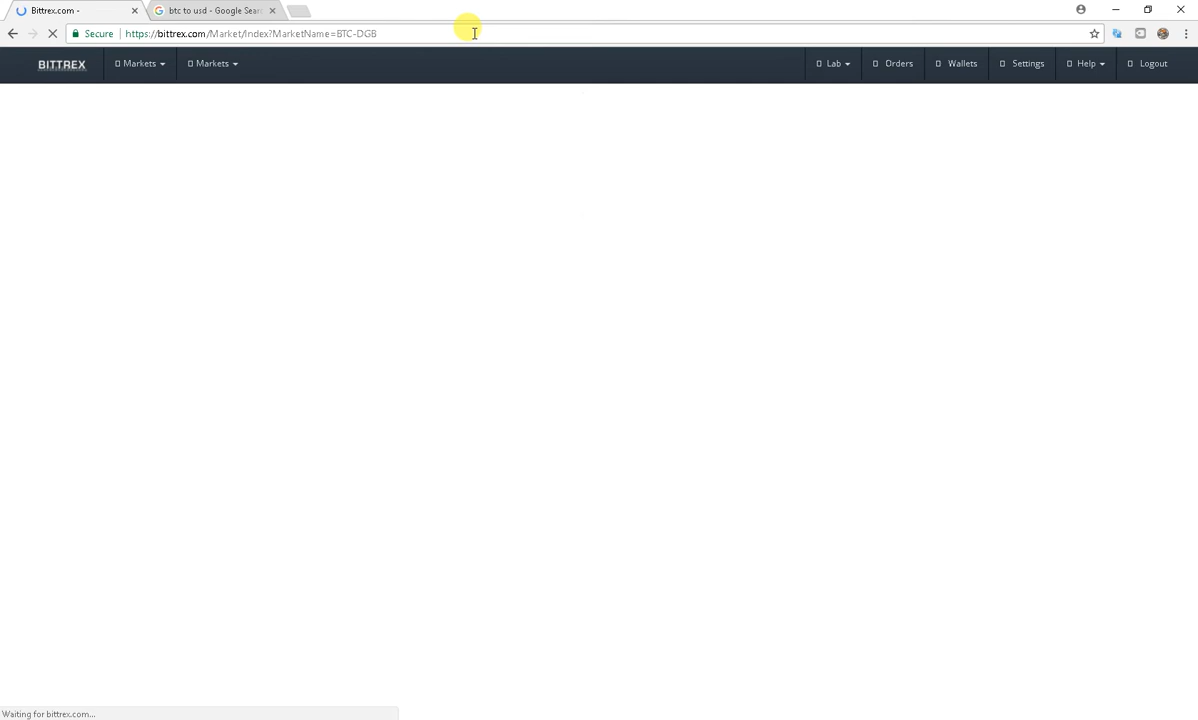 Bittrex.com -
btc to usd - Google Sear
Secure
https://bittrex.com/Market/Index?MarketName=BTC-DGB
BITTREX
Markets
Markets
Lab
Orders
Wallets
Settings
Help
Logout
Waiting for bittrex.com...